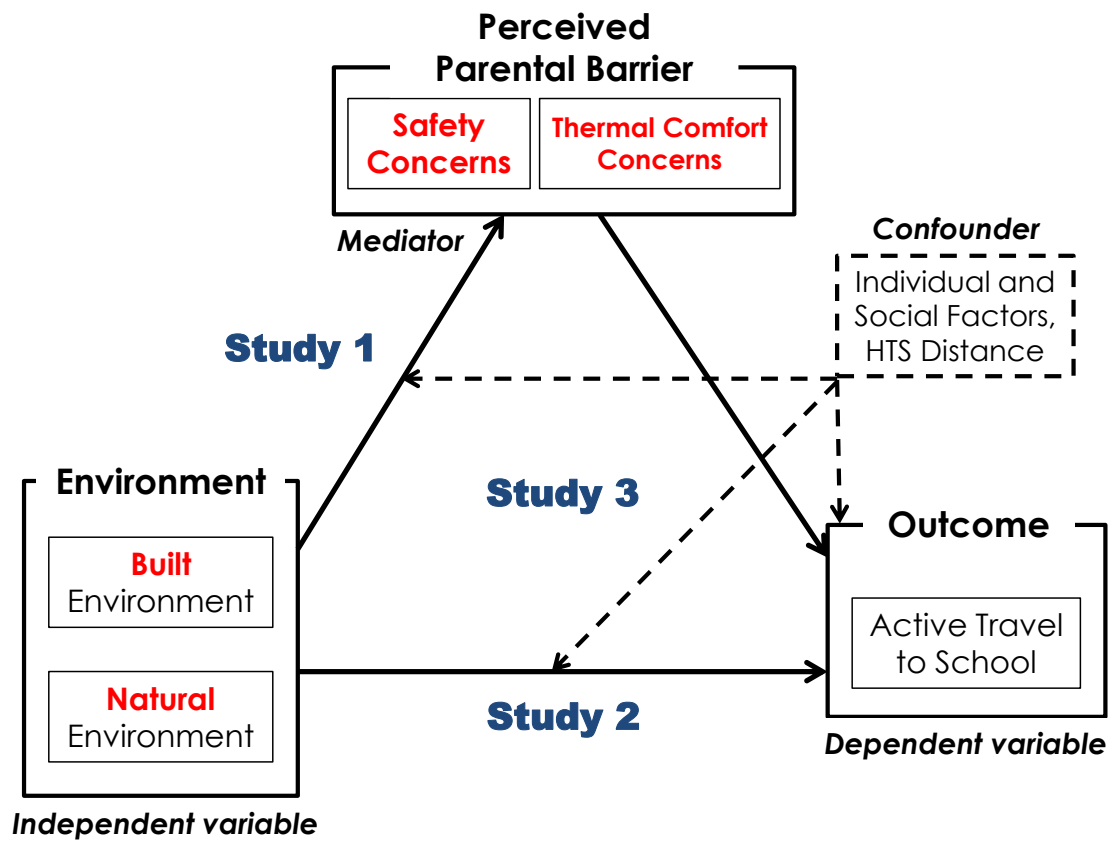 Perceived
Parental Barrier
Safety
Concerns
Thermal Comfort
Concerns
Mediator
Confounder
Individual and
Social Factors,
HTS Distance
Study 1
Environment
Built
Environment
Natural
Environment
Independent variable
Study 3
Study 2
Outcome
Active Travel
to School
Dependent variable